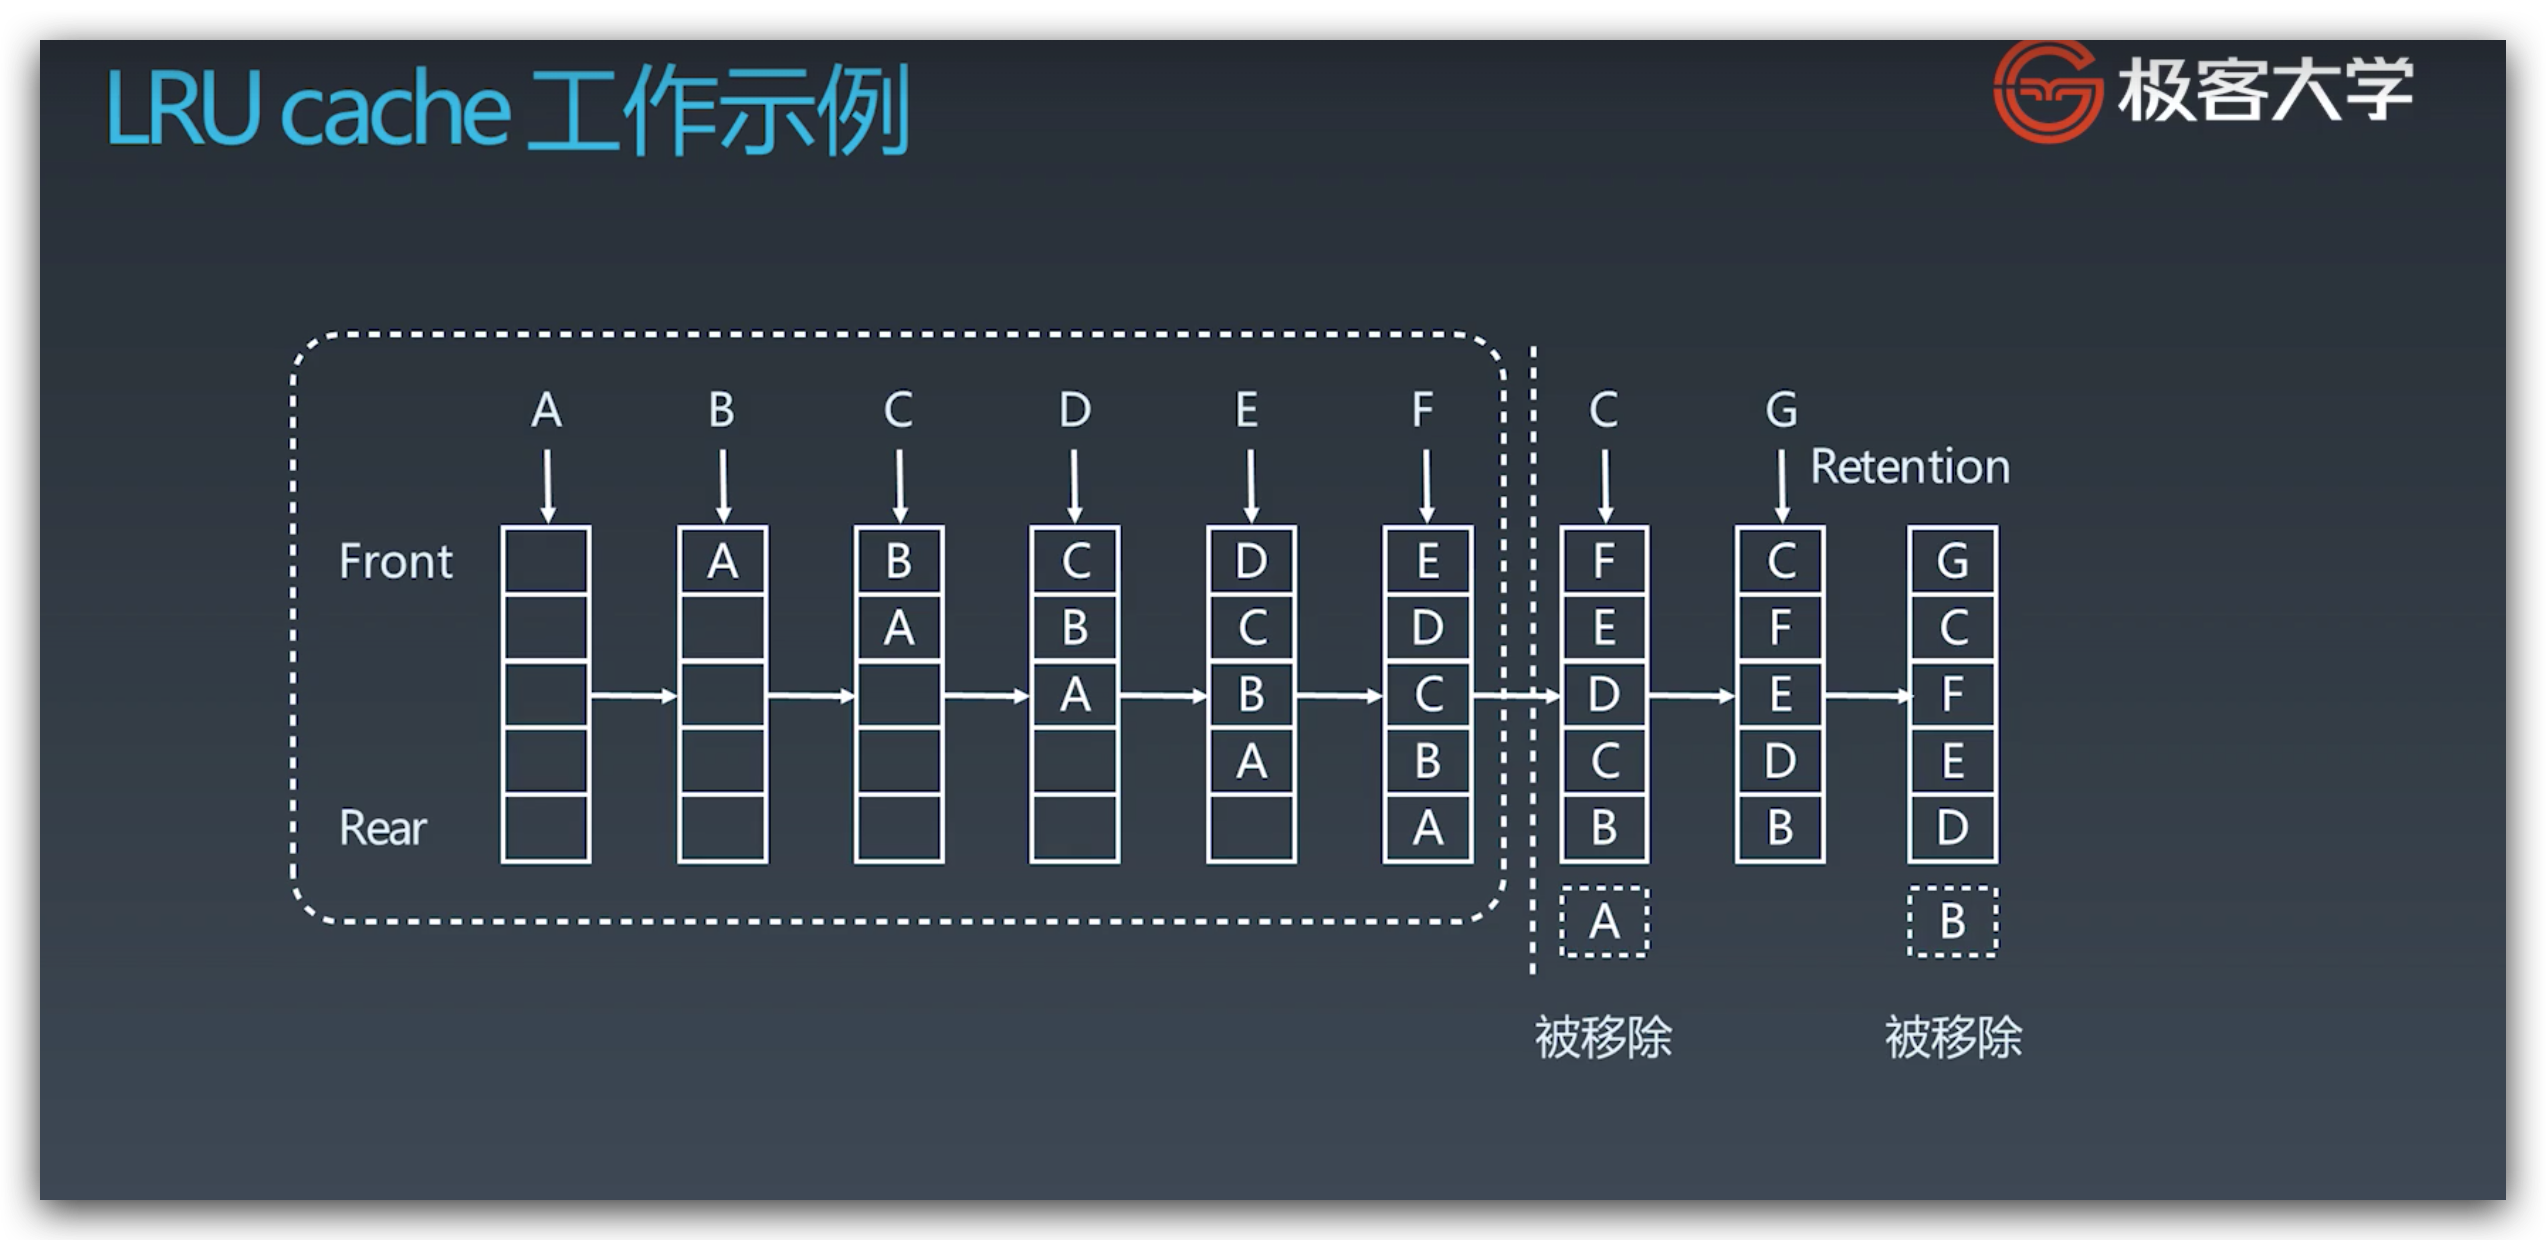 LRU cache 工作示例
极客大学
A B C D E F C G
Retention
Front A B C D E F C G
A B C D E F C
A B C D E F
A B C D E
Rear A B B D
A B
被移除 被移除